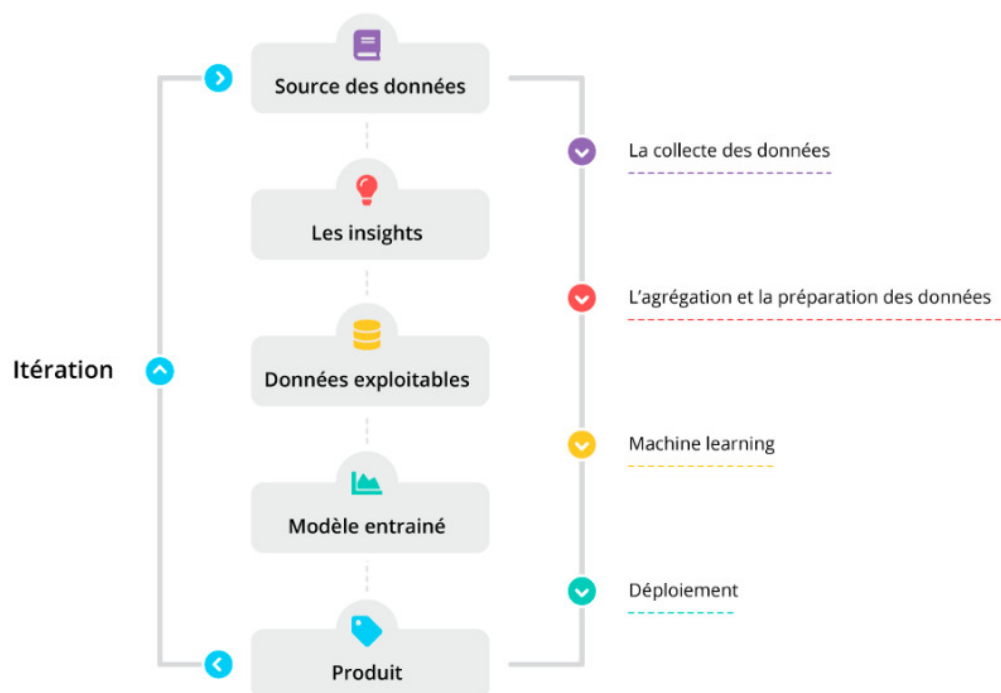 Source des données
La collecte des données
Les insights
L'agrégation et la préparation des données
Itération
Données exploitables
Machine learning
Modèle entrainé
Déploiement
Produit